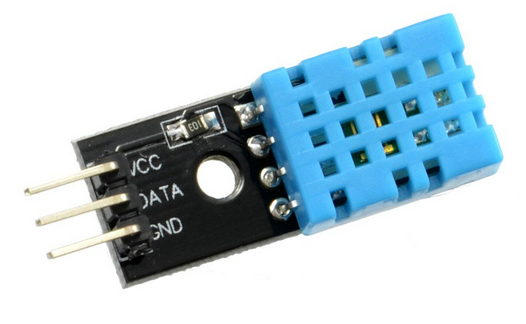 VCC
DATA
GND